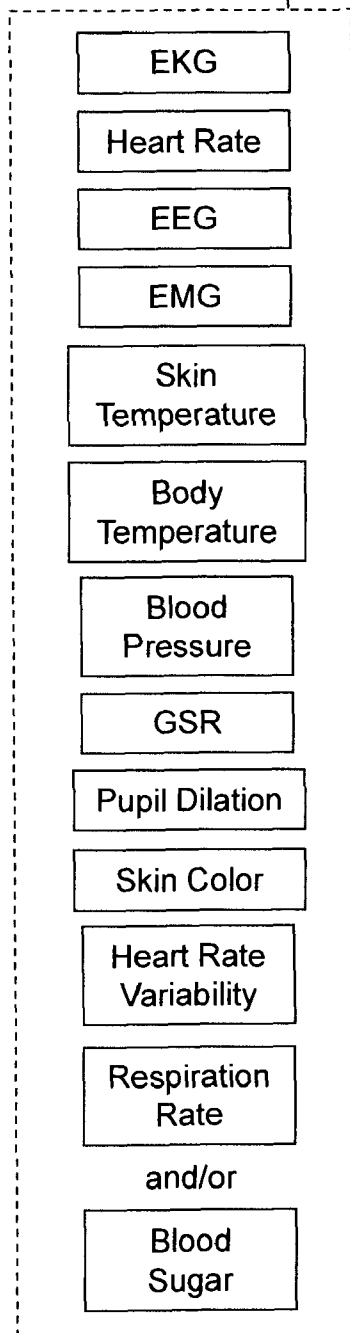 EKG
Heart Rate
EEG
EMG
Skin
Temperature
Body
Temperature
Blood
Pressure
GSR
Pupil Dilation
Skin Color
Heart Rate
Variability
Respiration
Rate
and/or
Blood
Sugar